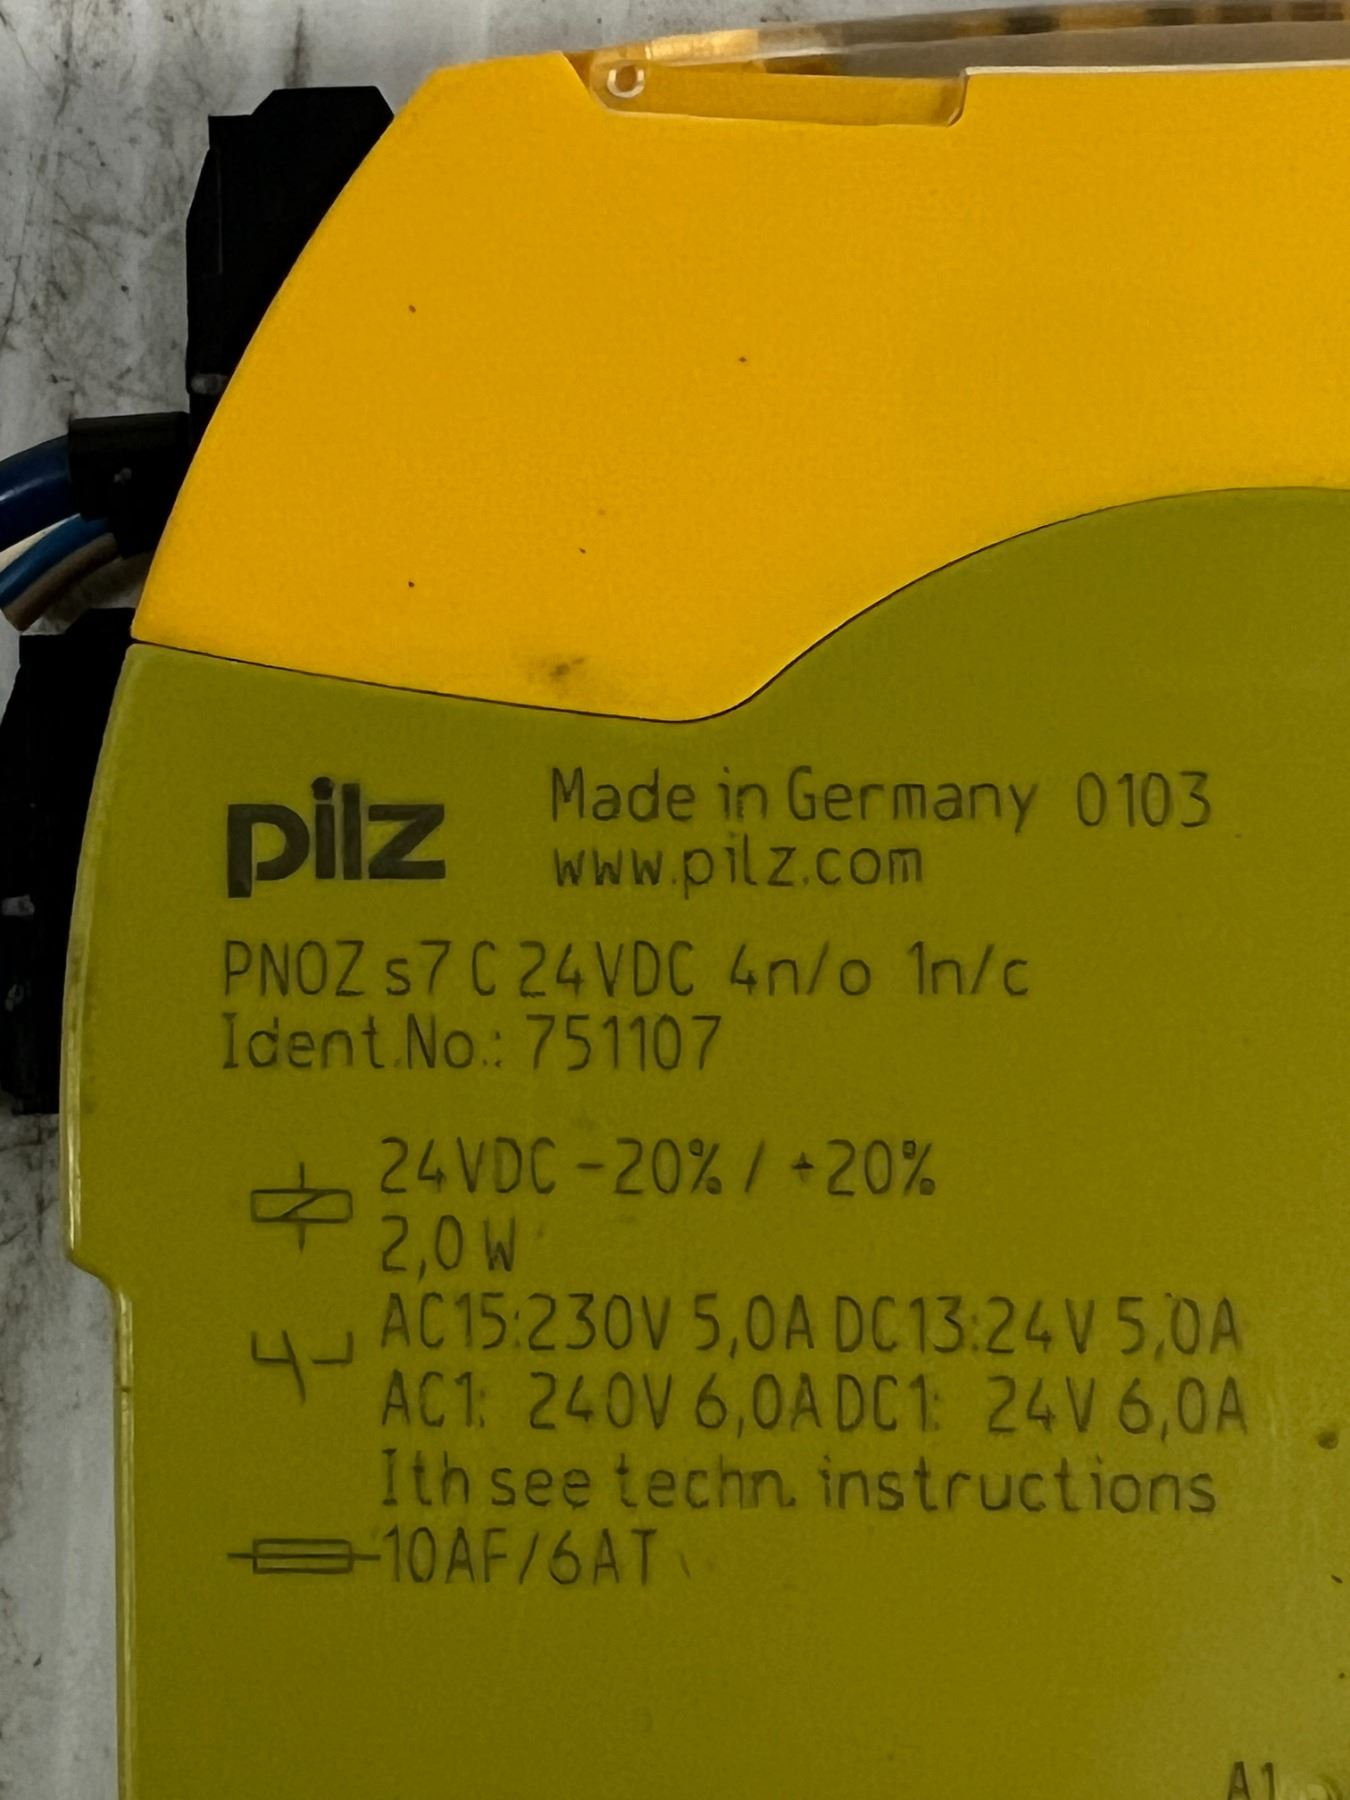 pilz
Made in Germany 0103
www.pilz.com
PNOZ s7 C 24VDC 4n/o 1n/c
Ident.No.: 751107
24VDC -20% / +20%
2,0 W
AC15:230V 5,0A DC13:24V 5,0A
AC1: 240V 6,0A DC1: 24V 6,0A
Ith see techn. instructions
10AF/6AT
A1